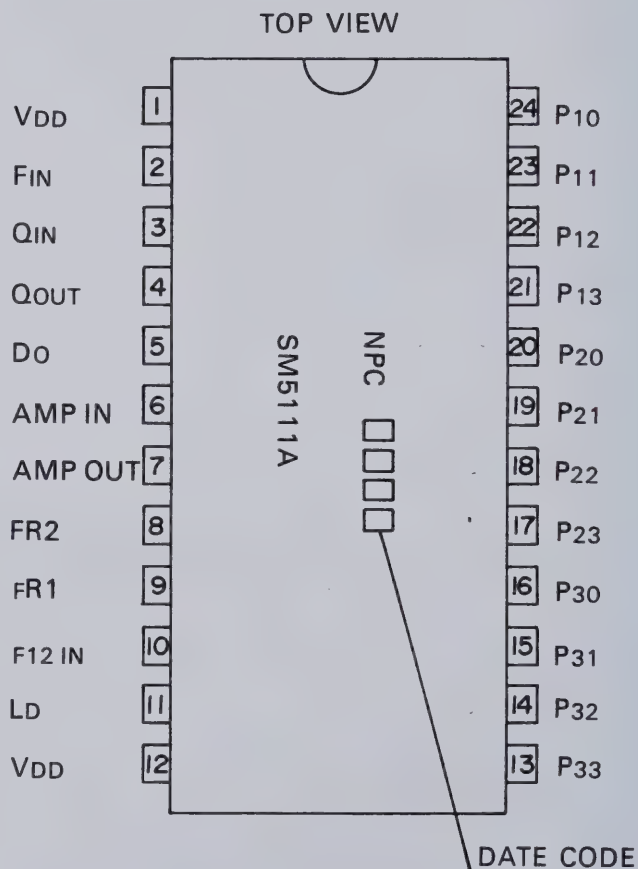 TOP VIEW
VDD 1 24 P10
FIN 2 23 P11
QIN 3 22 P12
QOUT 4 21 P13
DO 5 20 P20
AMP IN 6 19 P21
AMP OUT 7 18 P22
FR2 8 17 P23
FR1 9 16 P30
F12 IN 10 15 P31
LD 11 14 P32
VDD 12 13 P33
NPC
SM5111A
DATE CODE